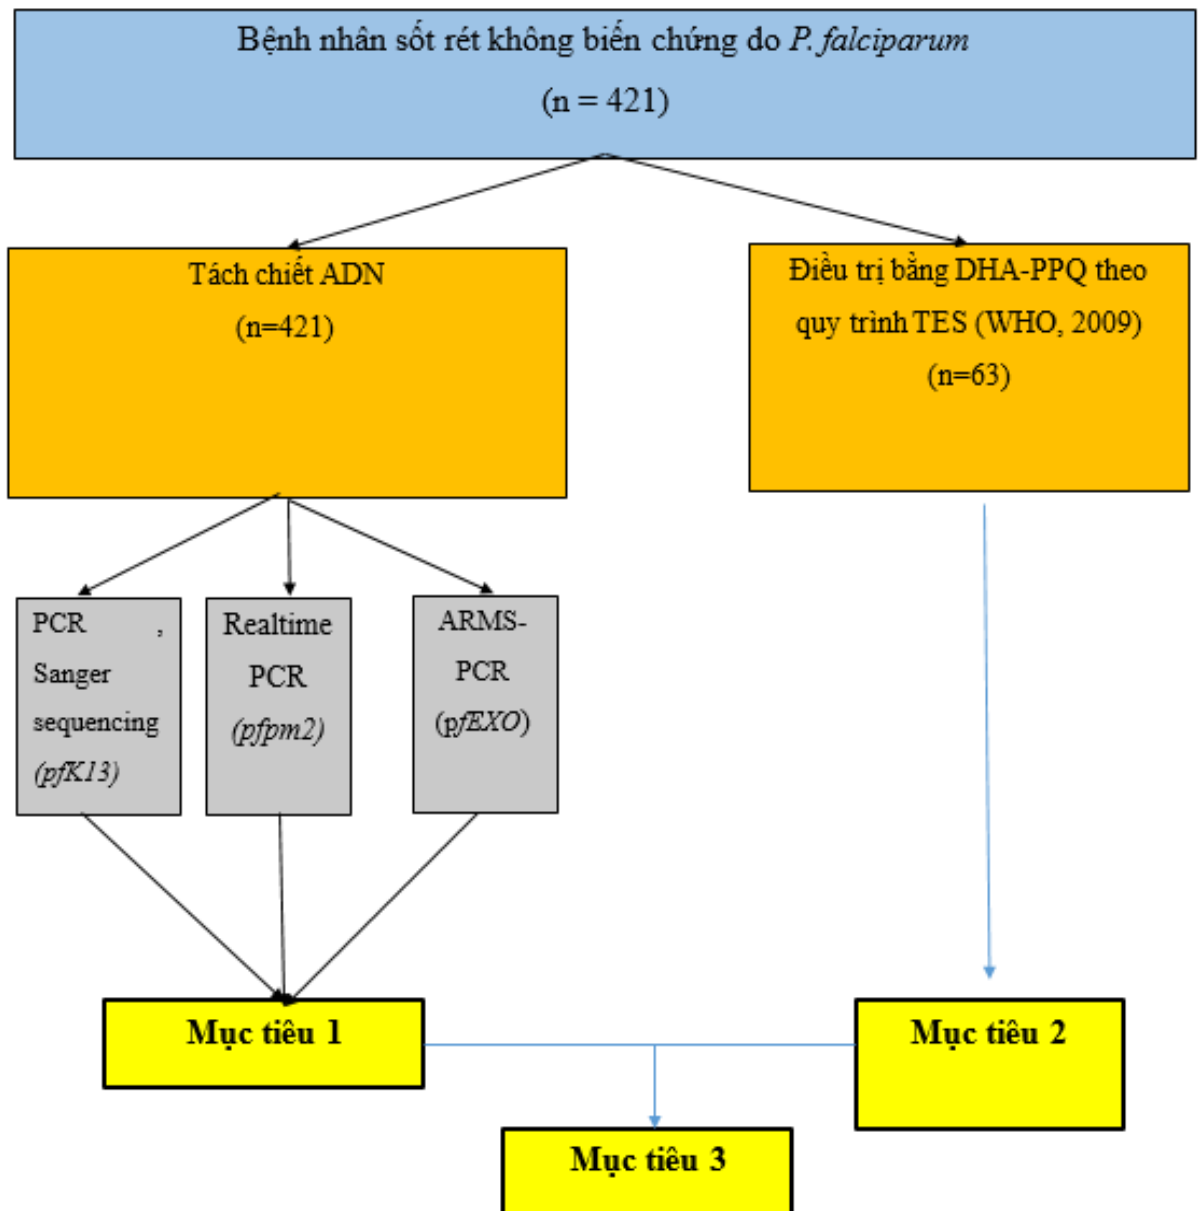 Bệnh nhân sốt rét không biến chứng do P. falciparum
(n = 421)
Tách chiết ADN
(n=421)
Điều trị bằng DHA-PPQ theo
quy trình TES (WHO, 2009)
(n=63)
PCR ,
Sanger
sequencing
(pfK13)
Realtime
PCR
(pfpm2)
ARMS-
PCR
(pfEXO)
Mục tiêu 1
Mục tiêu 2
Mục tiêu 3